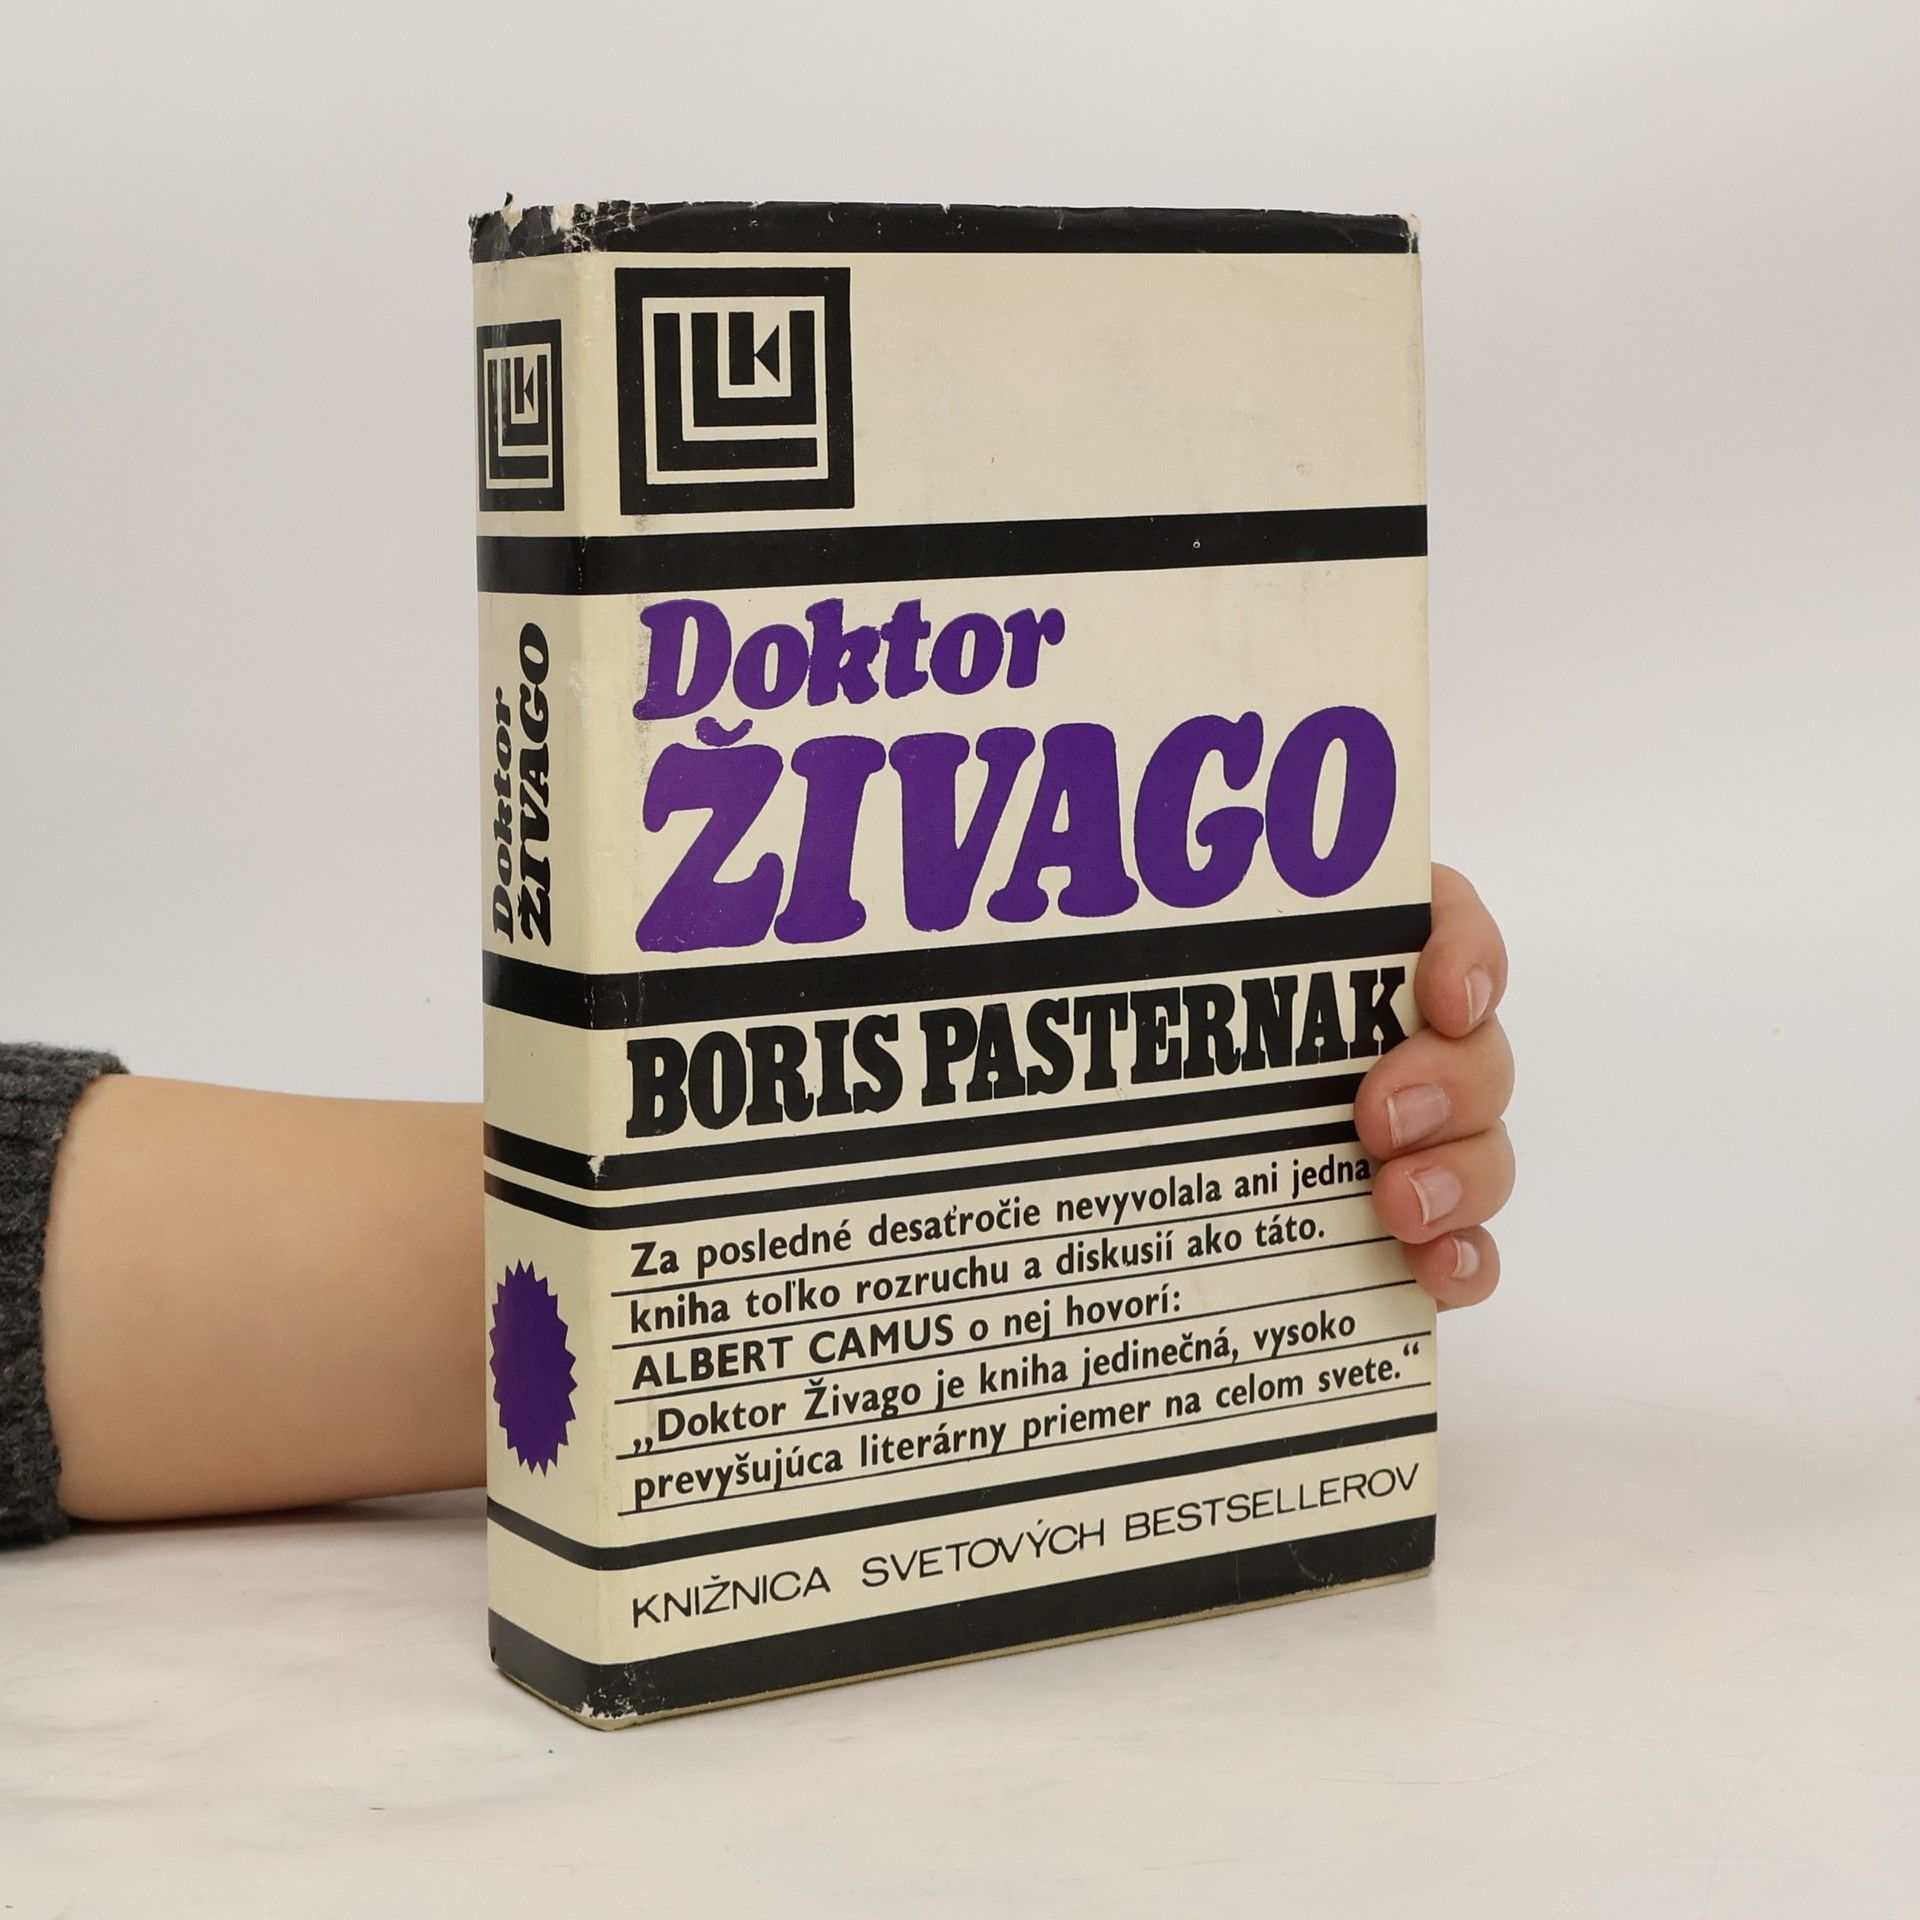 Doktor
ŽIVAGO
Doktor
ŽIVAGO
BORIS PASTERNAK
Za posledné desaťročie nevyvolala ani jedna
kniha toľko rozruchu a diskusií ako táto.
ALBERT CAMUS o nej hovorí:
„Doktor Živago je kniha jedinečná, vysoko
prevyšujúca literárny priemer na celom svete.“
KNIŽNICA SVETOVÝCH BESTSELLEROV